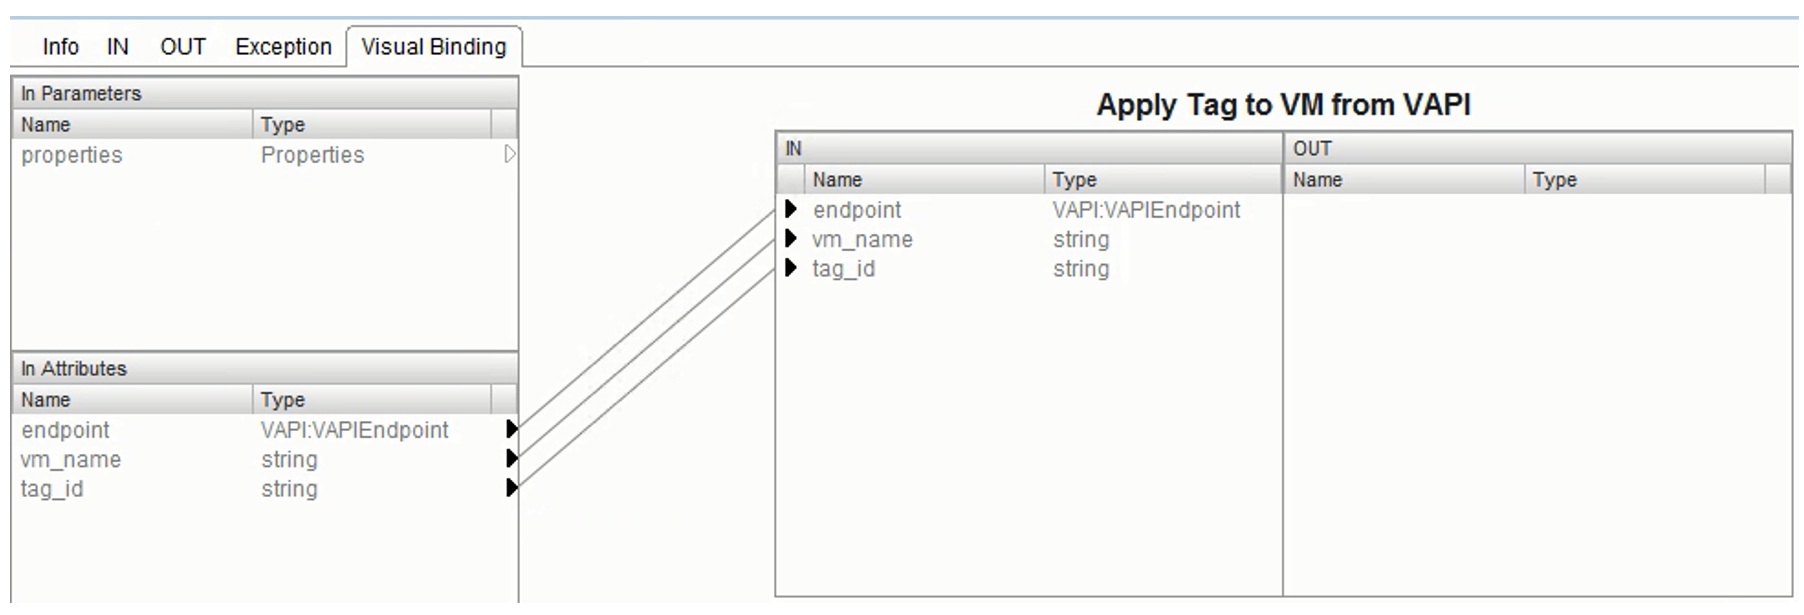 Info IN OUT Exception Visual Binding
In Parameters
Name Type
properties Properties
In Attributes
Name Type
endpoint VAPI:VAPIEndpoint
vm_name string
tag_id string
Apply Tag to VM from VAPI
IN OUT
Name Type Name Type
endpoint VAPI:VAPIEndpoint
vm_name string
tag_id string